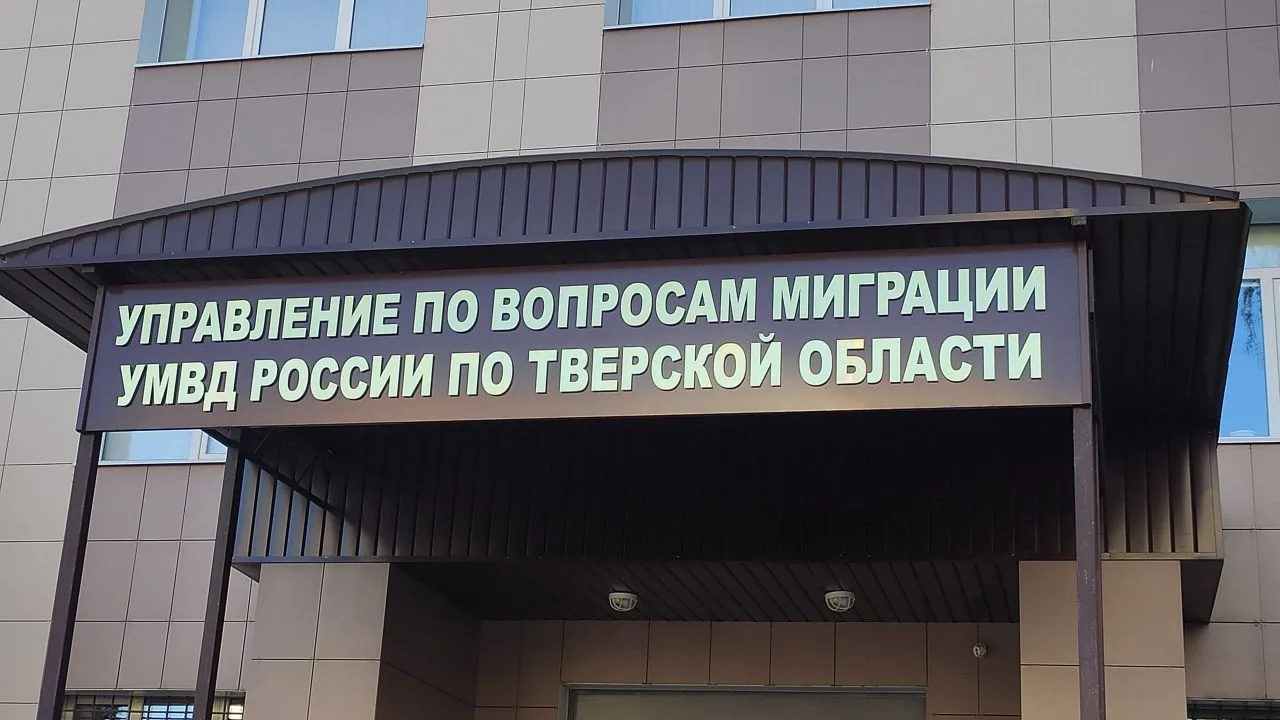 УПРАВЛЕНИЕ ПО ВОПРОСАМ МИГРАЦИИ
УМВД РОССИИ ПО ТВЕРСКОЙ ОБЛАСТИ